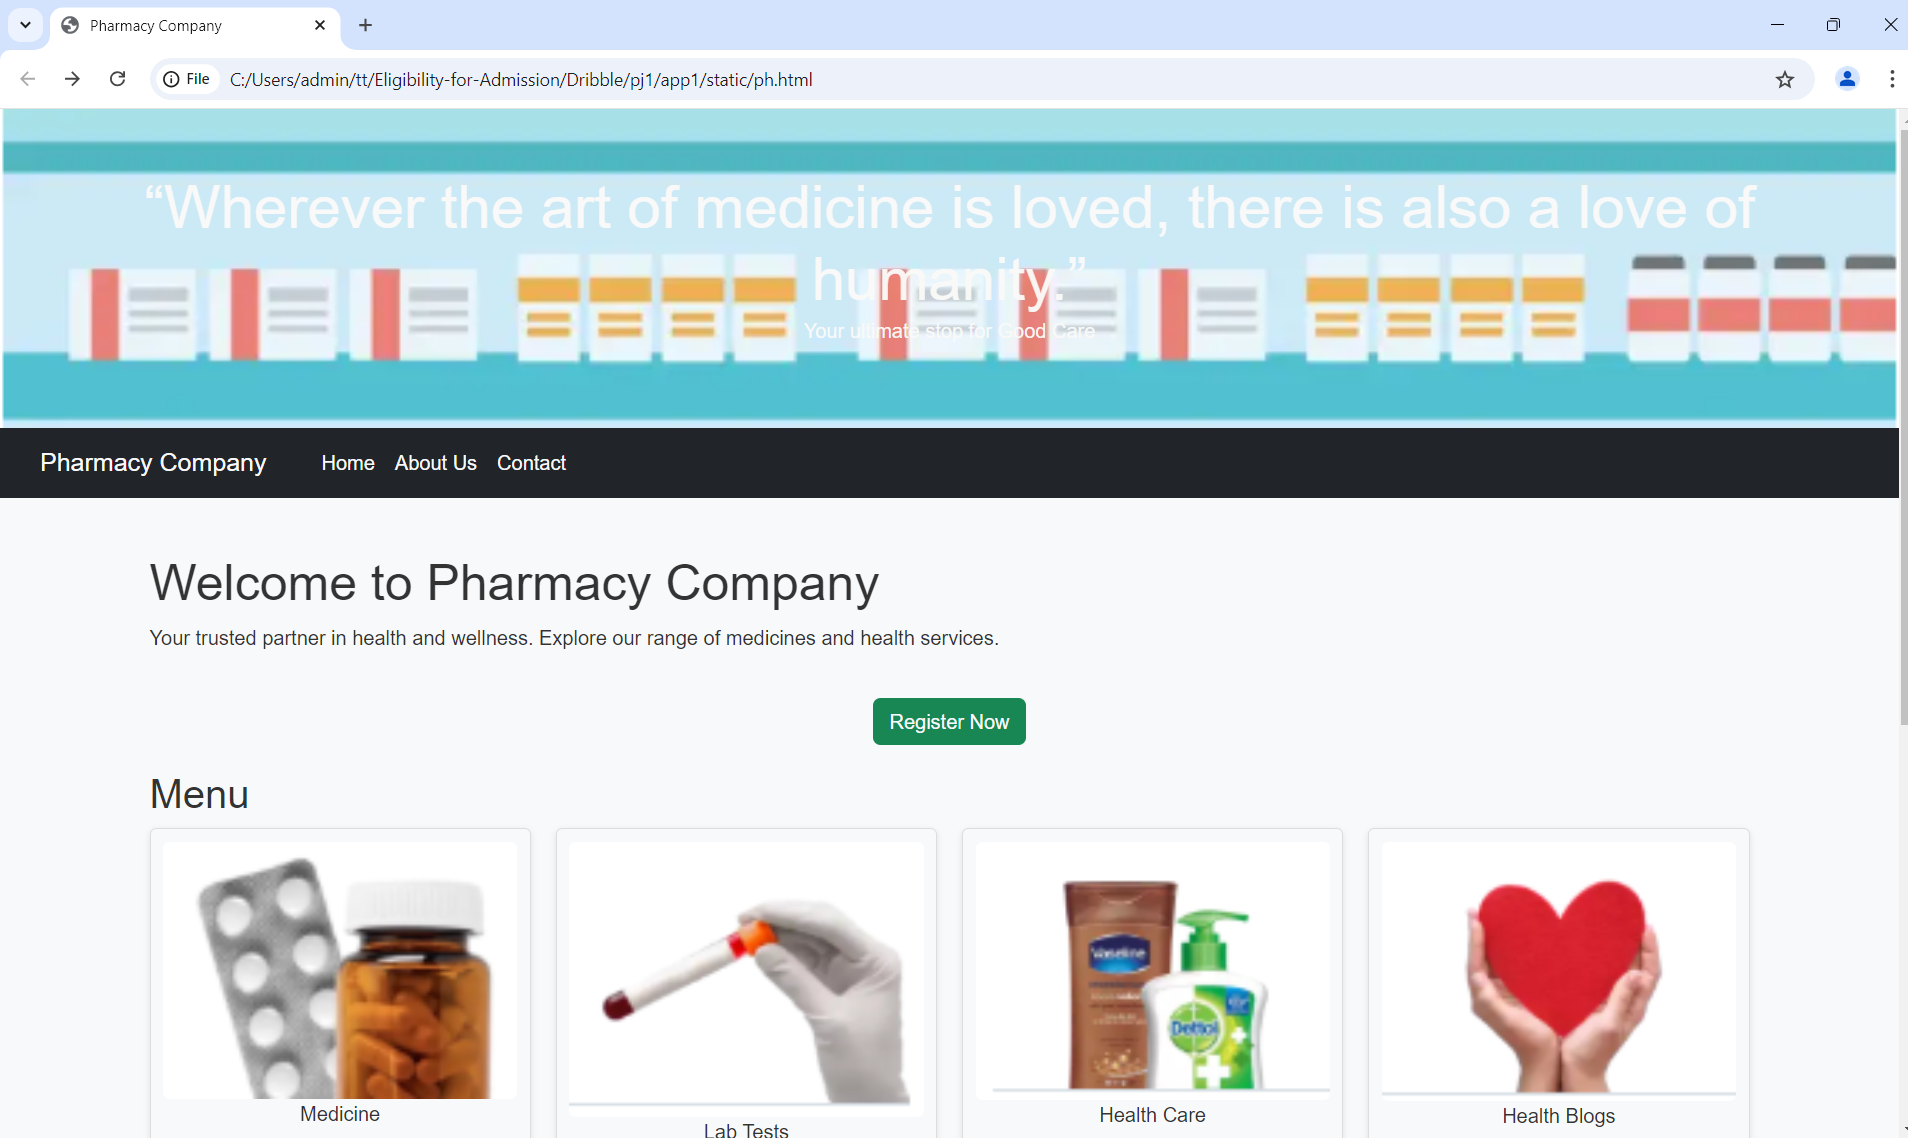 Pharmacy Company
File
C:/Users/admin/tt/Eligibility-for-Admission/Dribble/pj1/app1/static/ph.html
“Wherever the art of medicine is loved, there is also a love of
humanity.”
Your ultimate stop for Good Care
Pharmacy Company Home About Us Contact
Welcome to Pharmacy Company
Your trusted partner in health and wellness. Explore our range of medicines and health services.
Register Now
Menu
Vaseline
Dettol
Medicine
Lab Tests
Health Care
Health Blogs